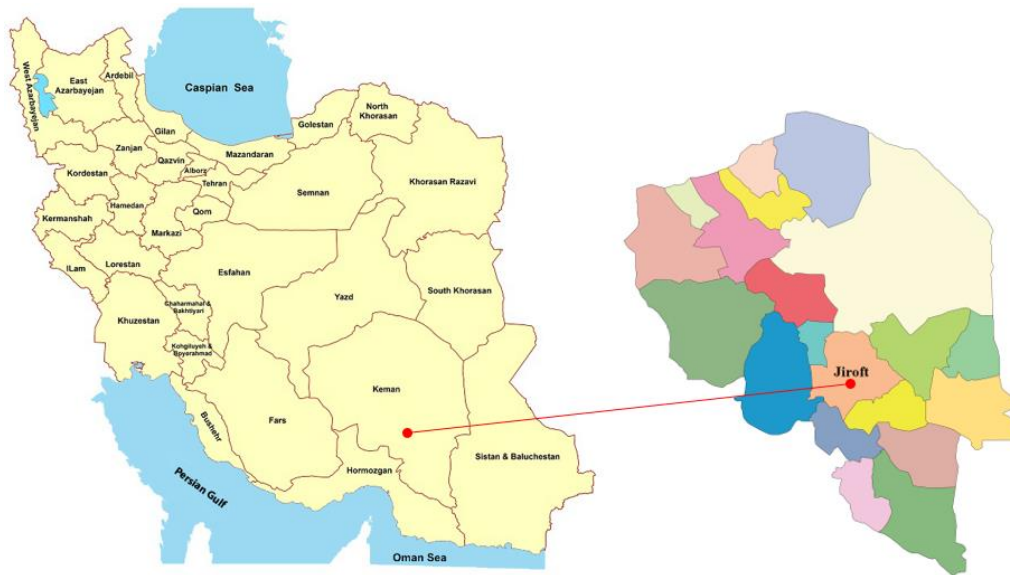 West Azarbayejan
East
Azarbayejan
Ardebil
Caspian Sea
North
Khorasan
Golestan
Gilan
Zanjan
Mazandaran
Qazvin
Alborz
Tehran
Kordostan
Semnan
Khorasan Razavi
Hamedan
Qom
Kermanshah
Markazi
ILam
Lorestan
Esfahan
Yazd
South Khorasan
Chaharmahal &
Bakhtiyari
Khuzestan
Kohgiluyeh &
Boyerahmad
Keman
Jiroft
Bushehr
Fars
Sistan & Baluchestan
Hormozgan
Persian Gulf
Oman Sea